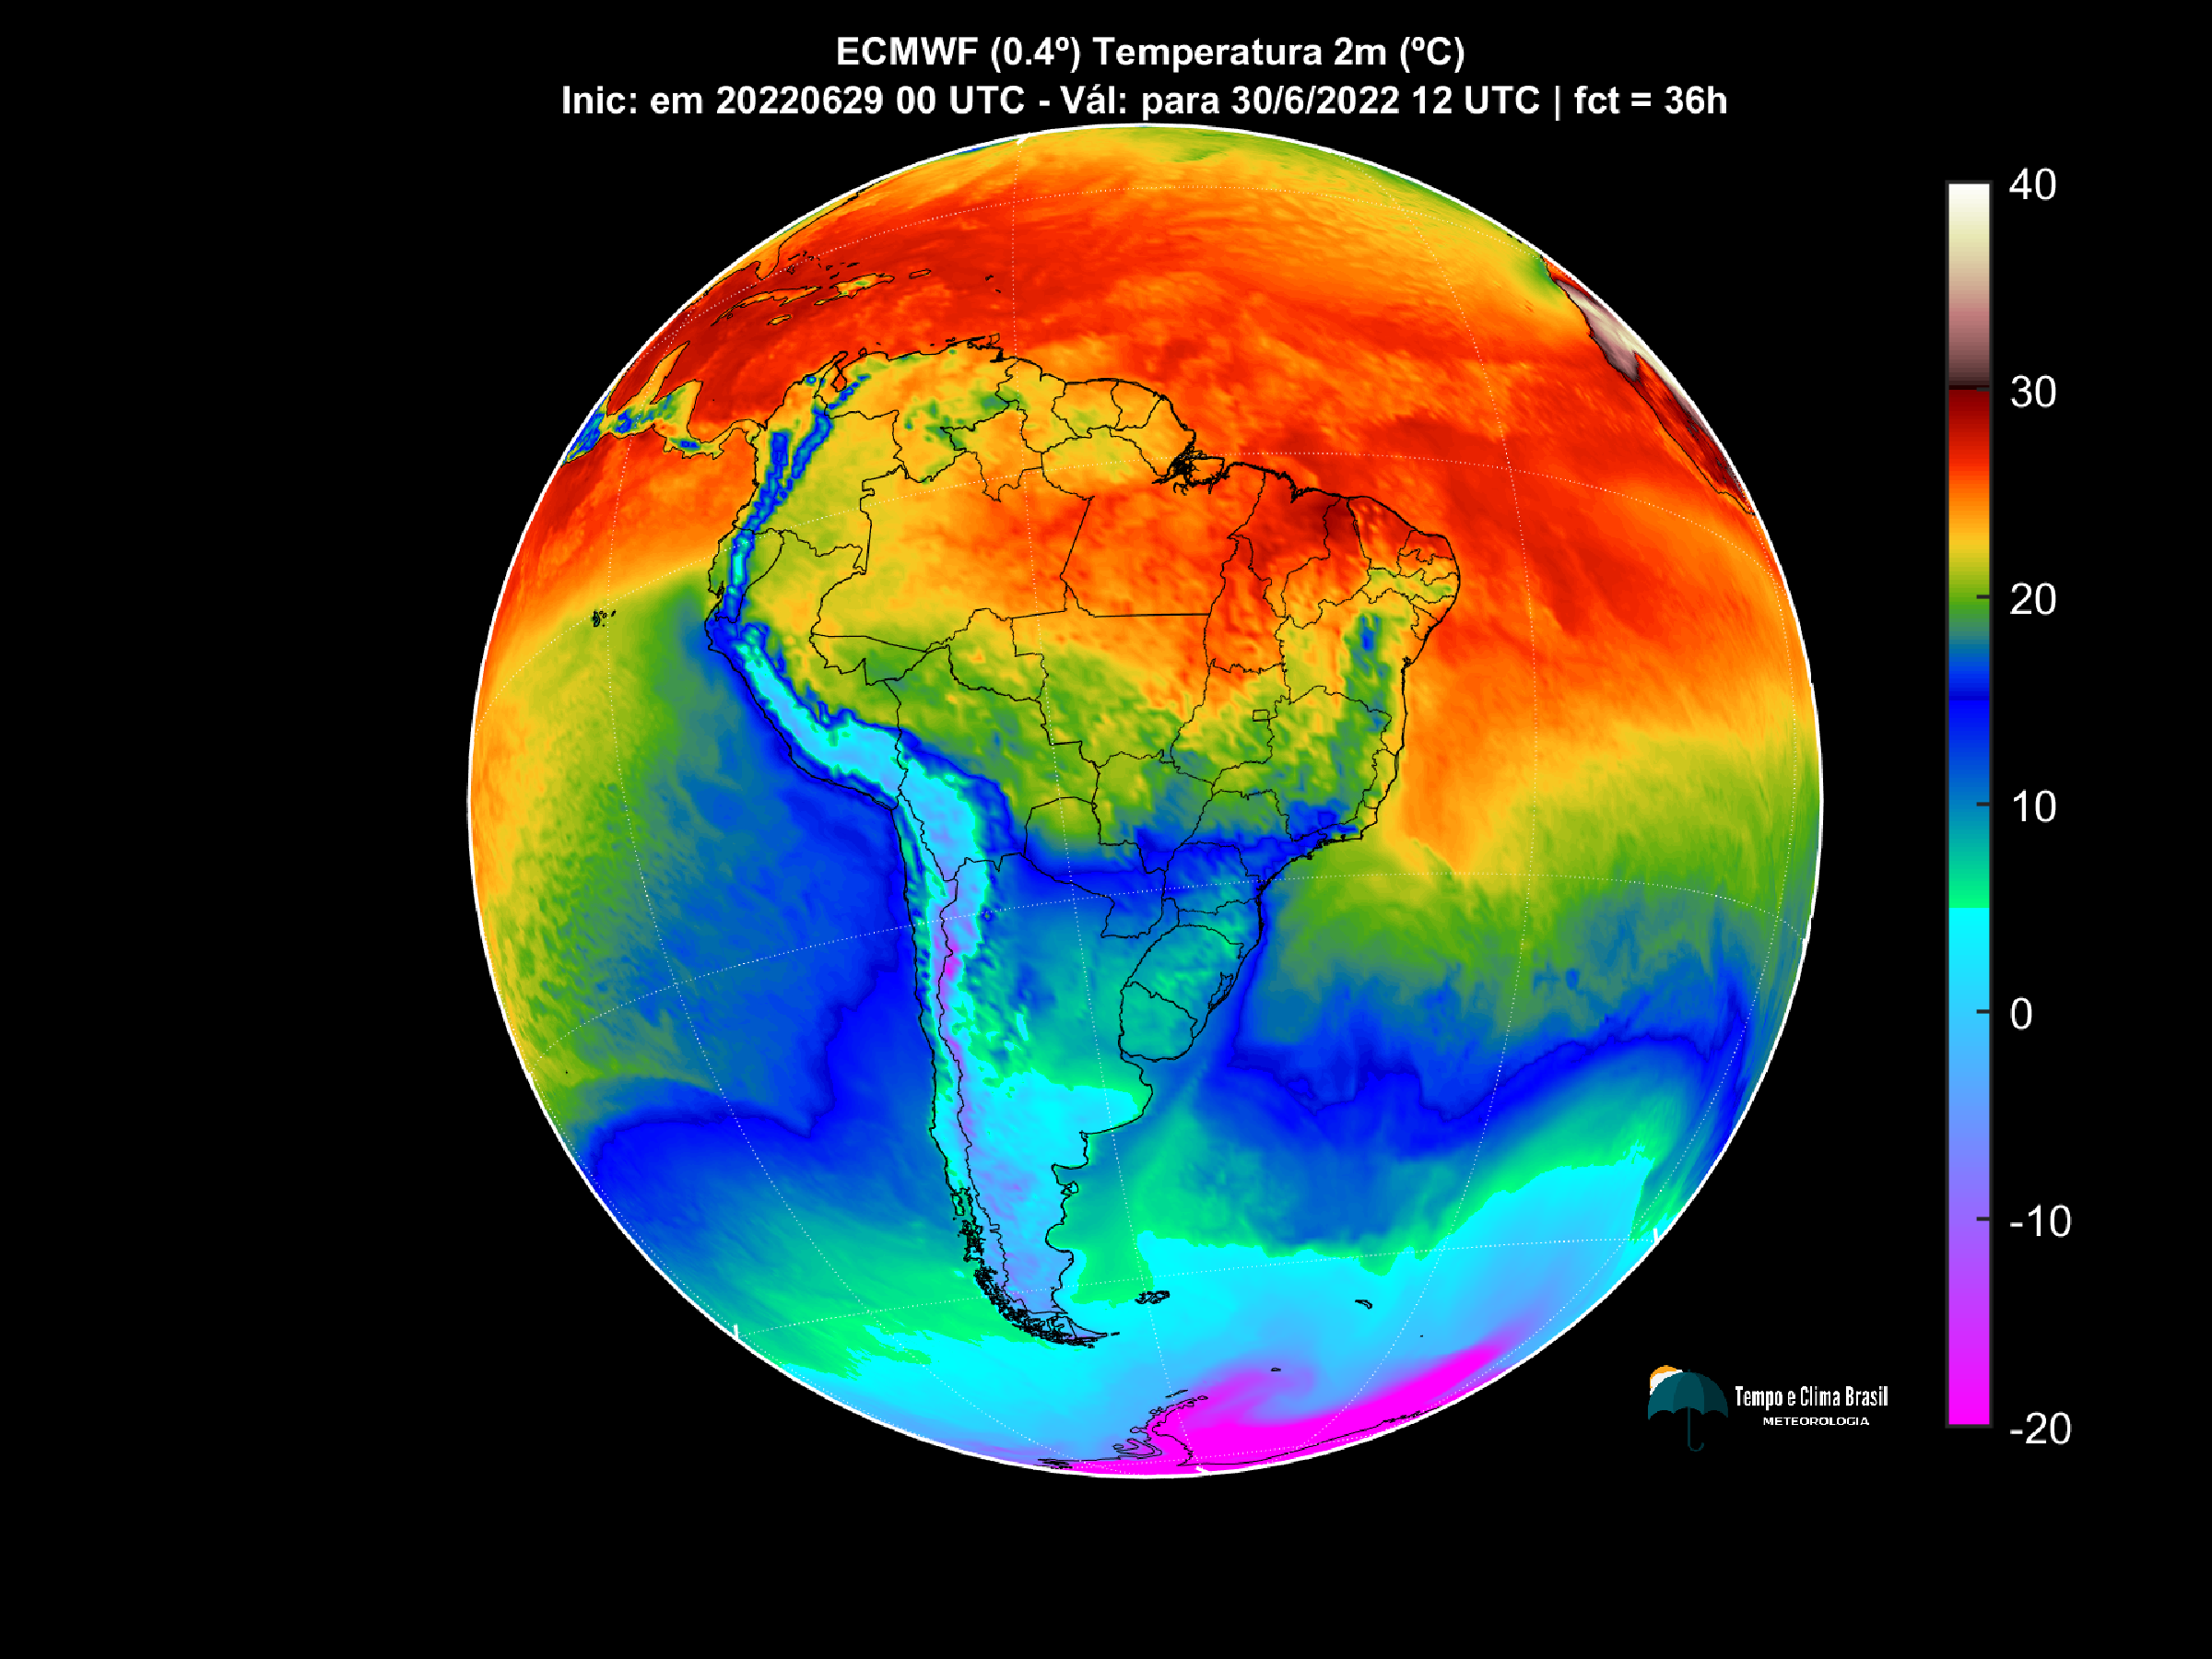 ECMWF (0.4º) Temperatura 2m (ºC)
Inic: em 20220629 00 UTC - Vál: para 30/6/2022 12 UTC | fct = 36h
40
30
20
10
0
-10
-20
Tempo e Clima Brasil
METEOROLOGIA